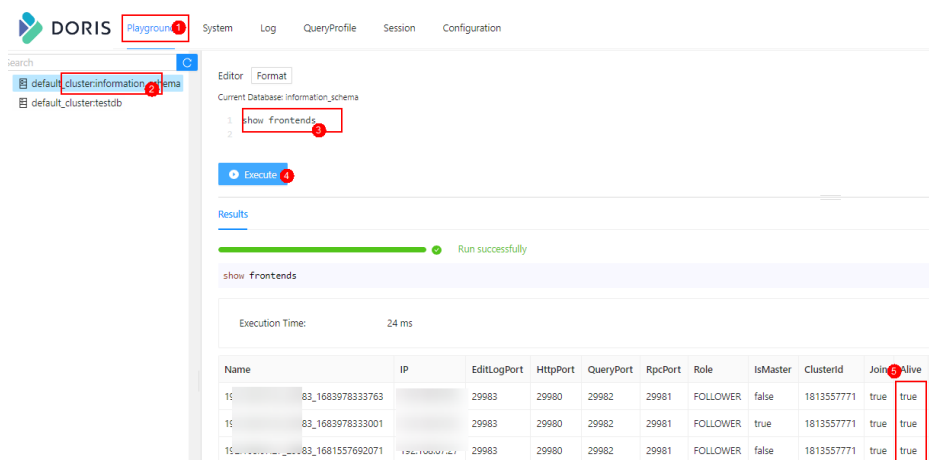 DORIS Playground 1 System Log QueryProfile Session Configuration
default_cluster:information_schema
2
default_cluster:testdb
Editor Format
Current Database: information_schema
1 show frontends
3
2
Execute 4
Results
Run successfully
show frontends
Execution Time: 24 ms
Name IP EditLogPort HttpPort QueryPort RpcPort Role IsMaster ClusterId Join 5 Alive
83_1683978333763 29983 29980 29982 29981 FOLLOWER false 1813557771 true true
83_1683978333001 29983 29980 29982 29981 FOLLOWER true 1813557771 true true
83_1681557692071 29983 29980 29982 29981 FOLLOWER false 1813557771 true true